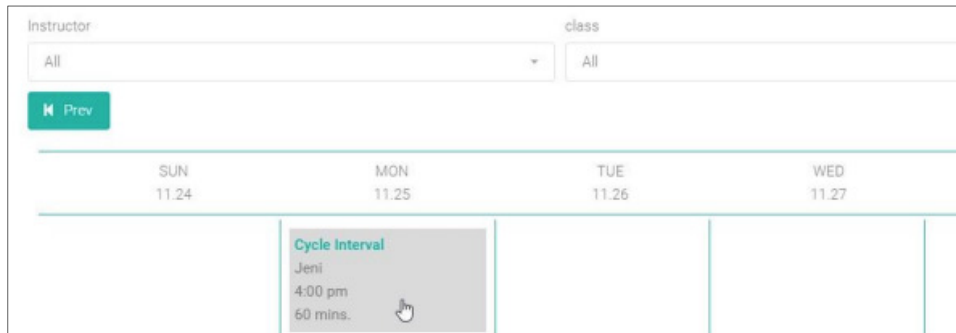 Instructor
class
All
All
Prev
SUN
MON
TUE
WED
11.24
11.25
11.26
11.27
Cycle Interval
Jeni
4:00 pm
60 mins.